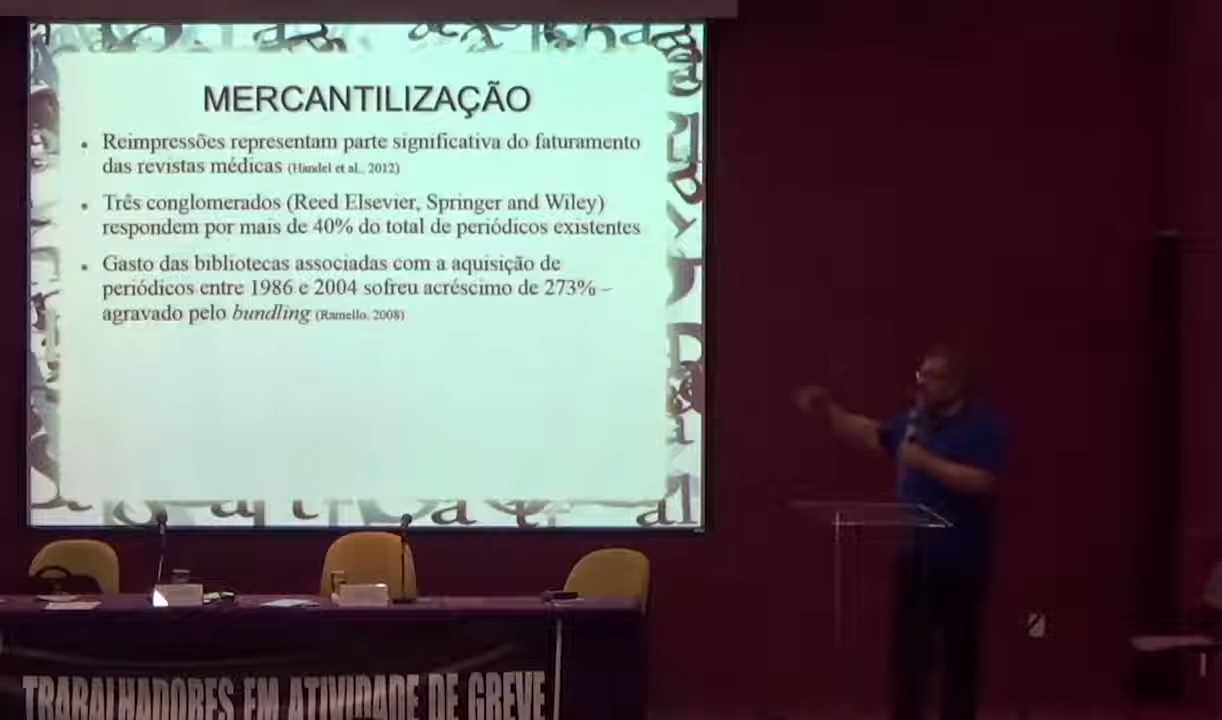 MERCANTILIZAÇÃO
• Reimpressões representam parte significativa do faturamento
das revistas médicas (Handel et al., 2012)
• Três conglomerados (Reed Elsevier, Springer and Wiley)
respondem por mais de 40% do total de periódicos existentes
• Gasto das bibliotecas associadas com a aquisição de
periódicos entre 1986 e 2004 sofreu acréscimo de 273% –
agravado pelo bundling (Ramello, 2008)
TRABALHADORES EM ATIVIDADE DE GREVE